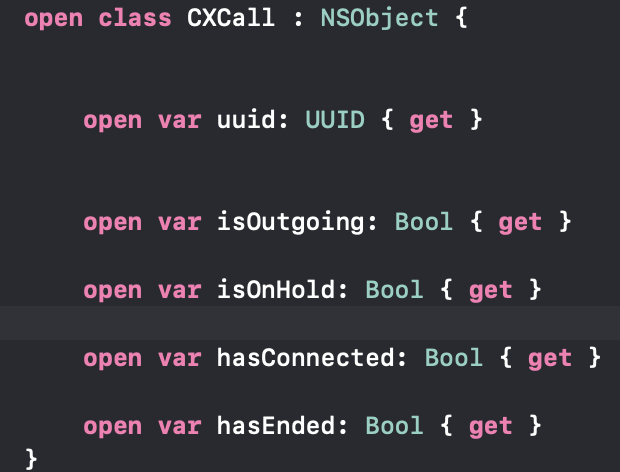 open class CXCall : NSObject {
open var uuid: UUID { get }
open var isOutgoing: Bool { get }
open var isOnHold: Bool { get }
open var hasConnected: Bool { get }
open var hasEnded: Bool { get }
}